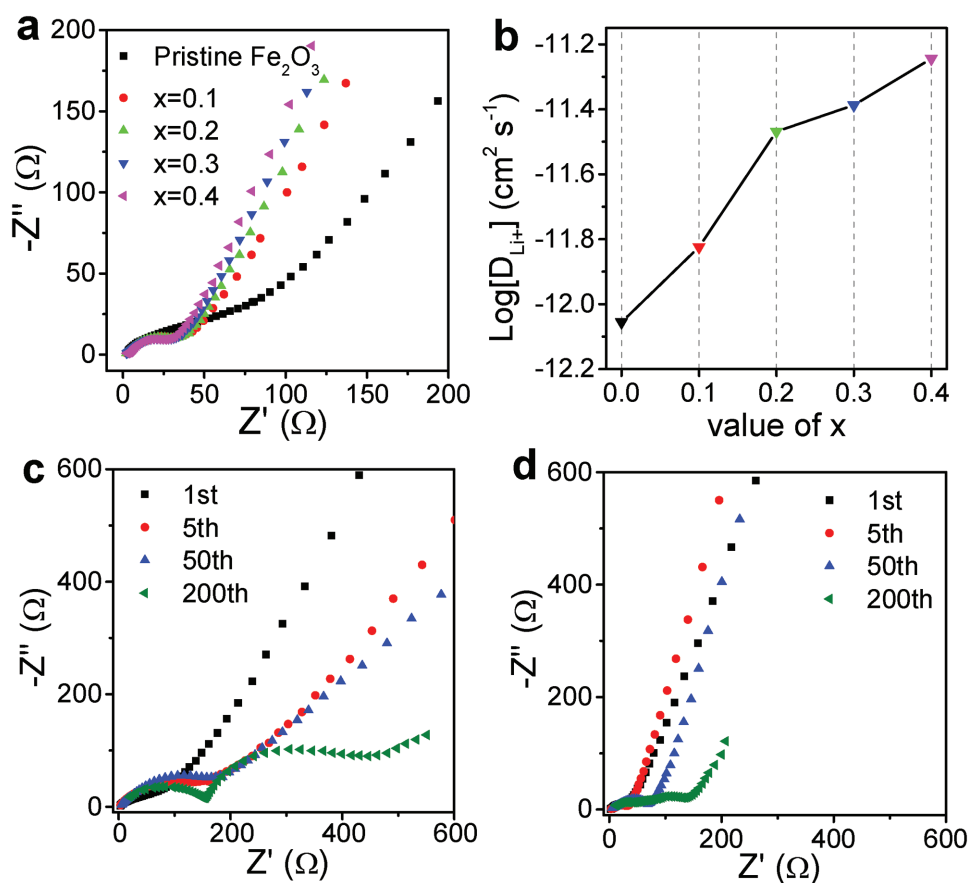 a
200
150
100
50
0
-Z'' (Ω)
Pristine Fe₂O₃
x=0.1
x=0.2
x=0.3
x=0.4
0 50 100 150 200
Z' (Ω)
b
-11.2
-11.4
-11.6
-11.8
-12.0
-12.2
Log[D_Li+] (cm² s⁻¹)
0.0 0.1 0.2 0.3 0.4
value of x
c
600
400
200
0
-Z'' (Ω)
1st
5th
50th
200th
0 200 400 600
Z' (Ω)
d
600
400
200
0
-Z'' (Ω)
1st
5th
50th
200th
0 200 400 600
Z' (Ω)